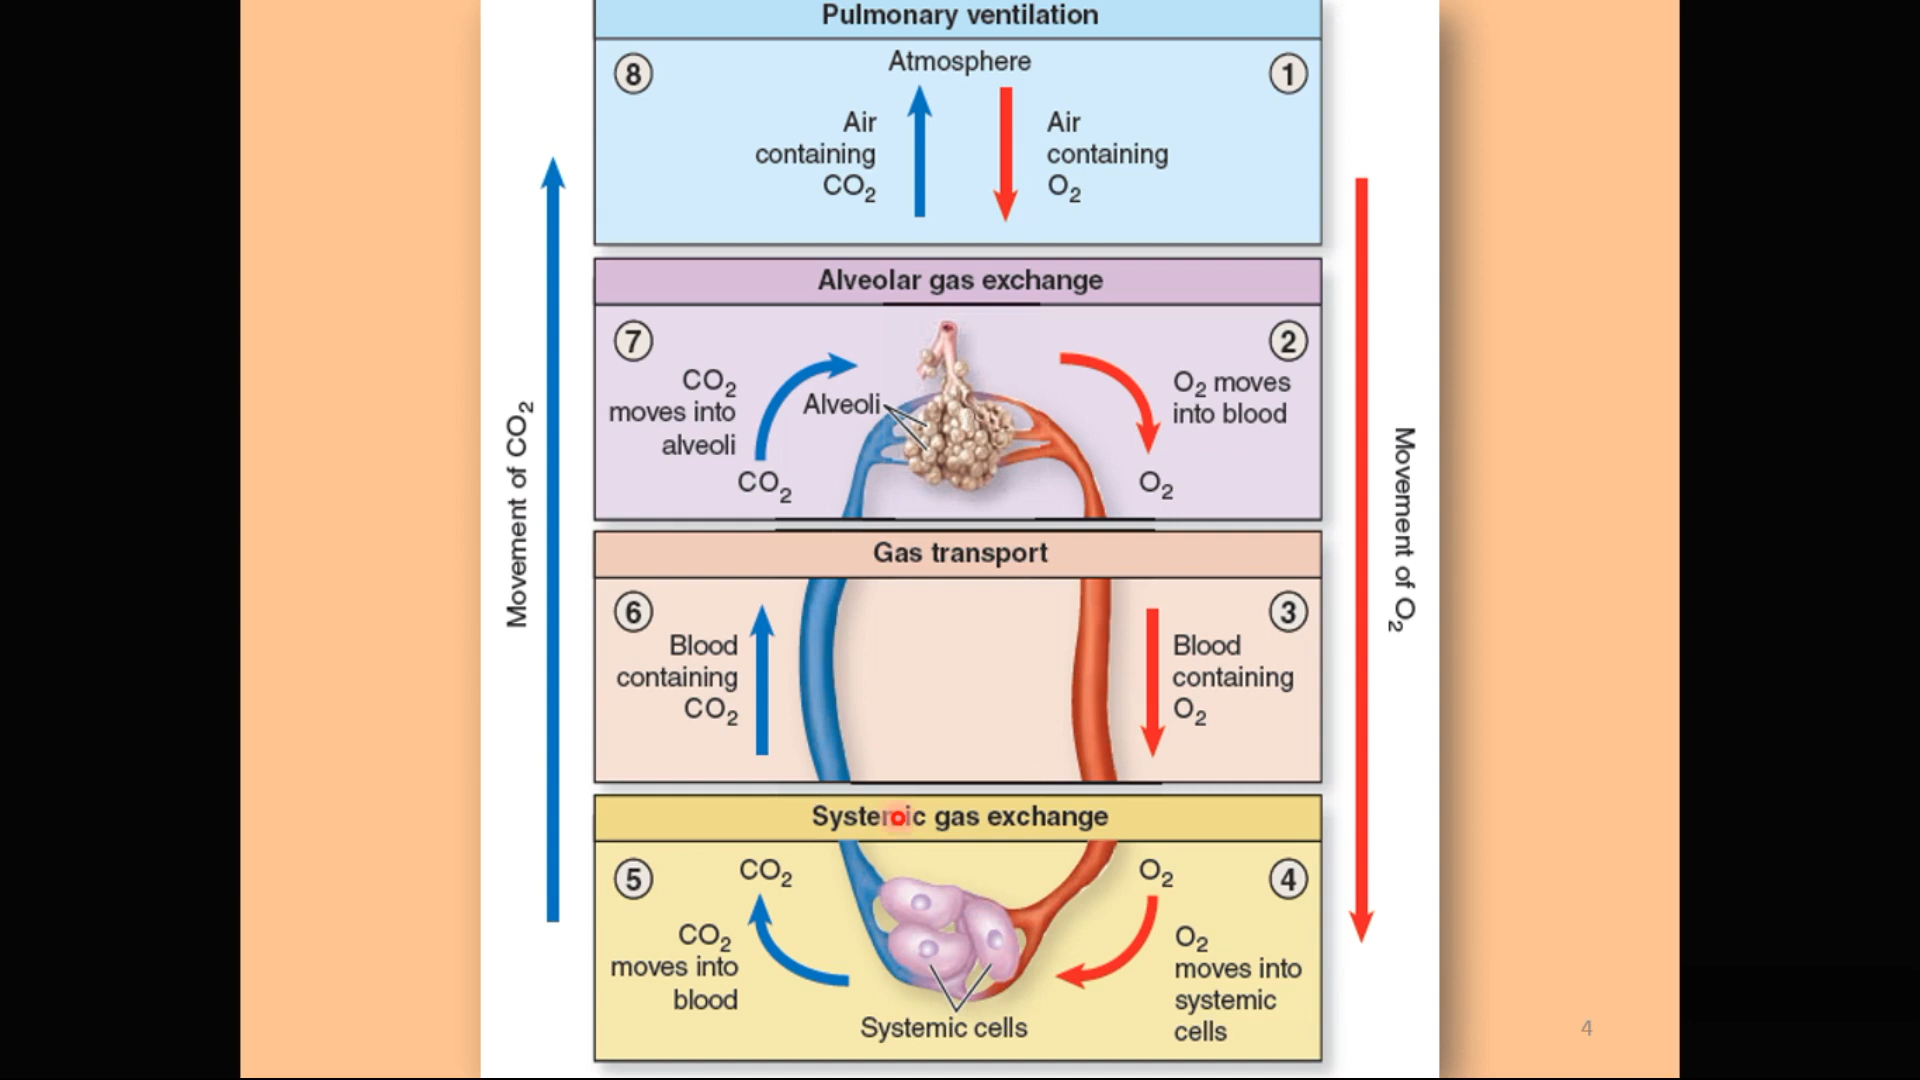 Pulmonary ventilation
8
Atmosphere
1
Air
containing
CO₂
Air
containing
O₂
Alveolar gas exchange
7
CO₂
moves into
alveoli
CO₂
Alveoli
2
O₂ moves
into blood
O₂
Gas transport
6
Blood
containing
CO₂
3
Blood
containing
O₂
Systemic gas exchange
5
CO₂
CO₂
moves into
blood
Systemic cells
O₂
4
O₂
moves into
systemic
cells
Movement of CO₂
Movement of O₂
4